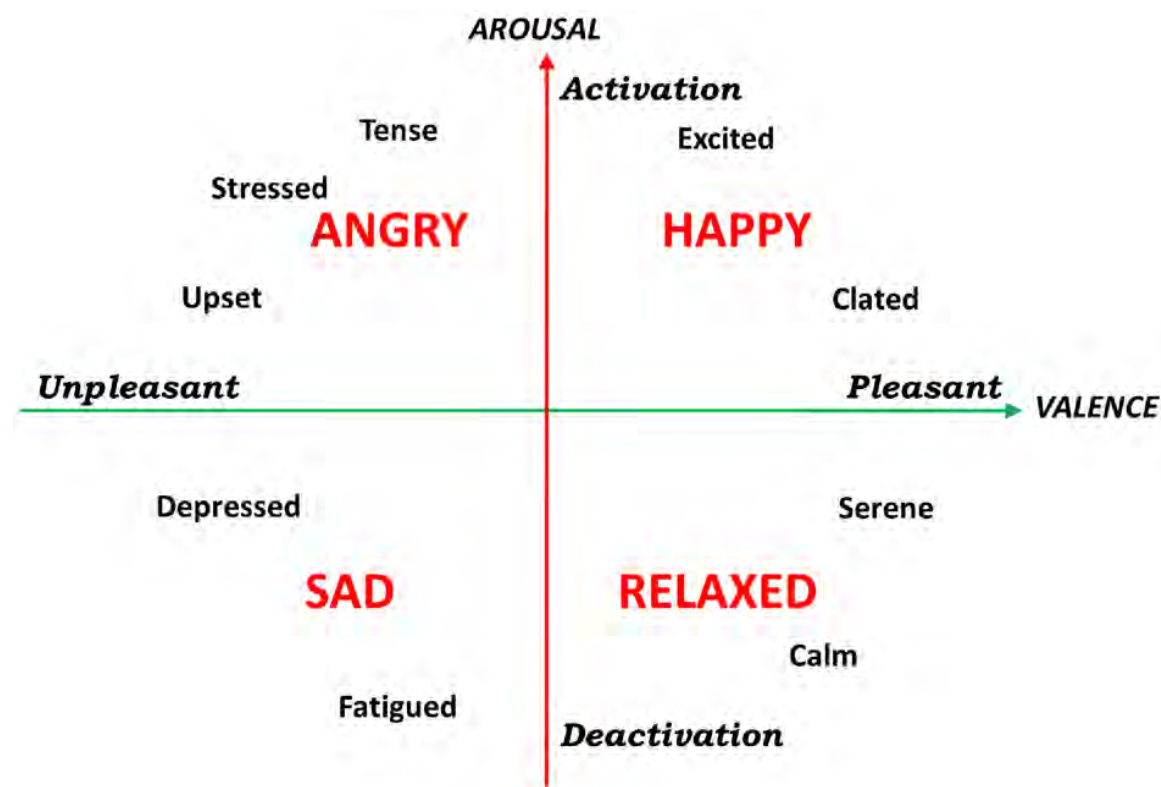 AROUSAL
Activation
Tense
Excited
Stressed
ANGRY
HAPPY
Upset
Clated
Unpleasant
Pleasant
VALENCE
Depressed
Serene
SAD
RELAXED
Calm
Fatigued
Deactivation